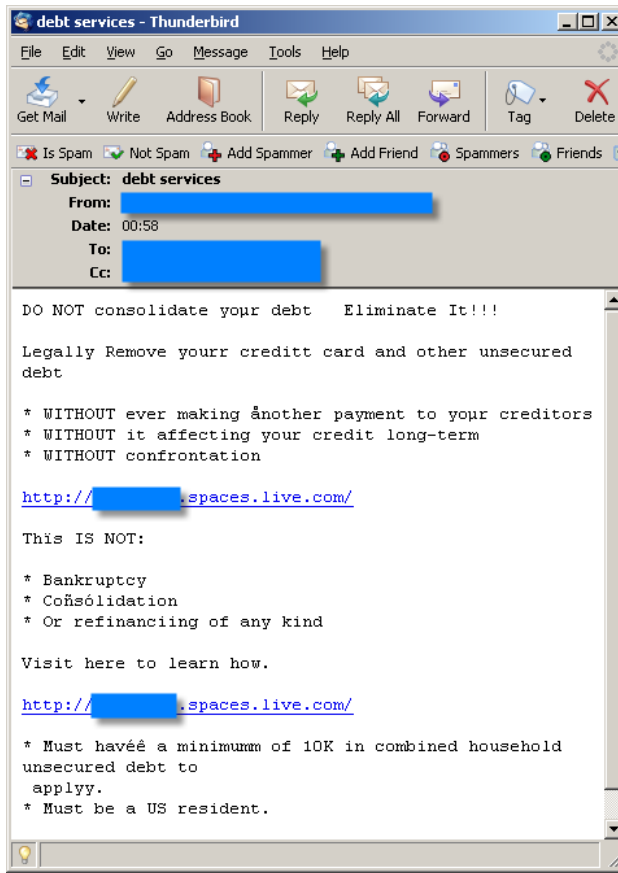 debt services - Thunderbird
File Edit View Go Message Tools Help
Get Mail Write Address Book Reply Reply All Forward Tag Delete
Is Spam Not Spam Add Spammer Add Friend Spammers Friends
Subject: debt services
From:
Date: 00:58
To:
Cc:
DO NOT consolidate yoμr debt Eliminate It!!!
Legally Remove yourr creditt card and other unsecured
debt
* WITHOUT ever making ånother payment to yoμr creditors
* WITHOUT it affecting your credit long-term
* WITHOUT confrontation
http:// .spaces.live.com/
Thïs IS NOT:
* Bankruptcy
* Coñsólidation
* Or refinanciing of any kind
Visit here to learn how.
http:// .spaces.live.com/
* Must havéê a minimumm of 10K in combined household
unsecured debt to
applyy.
* Must be a US resident.